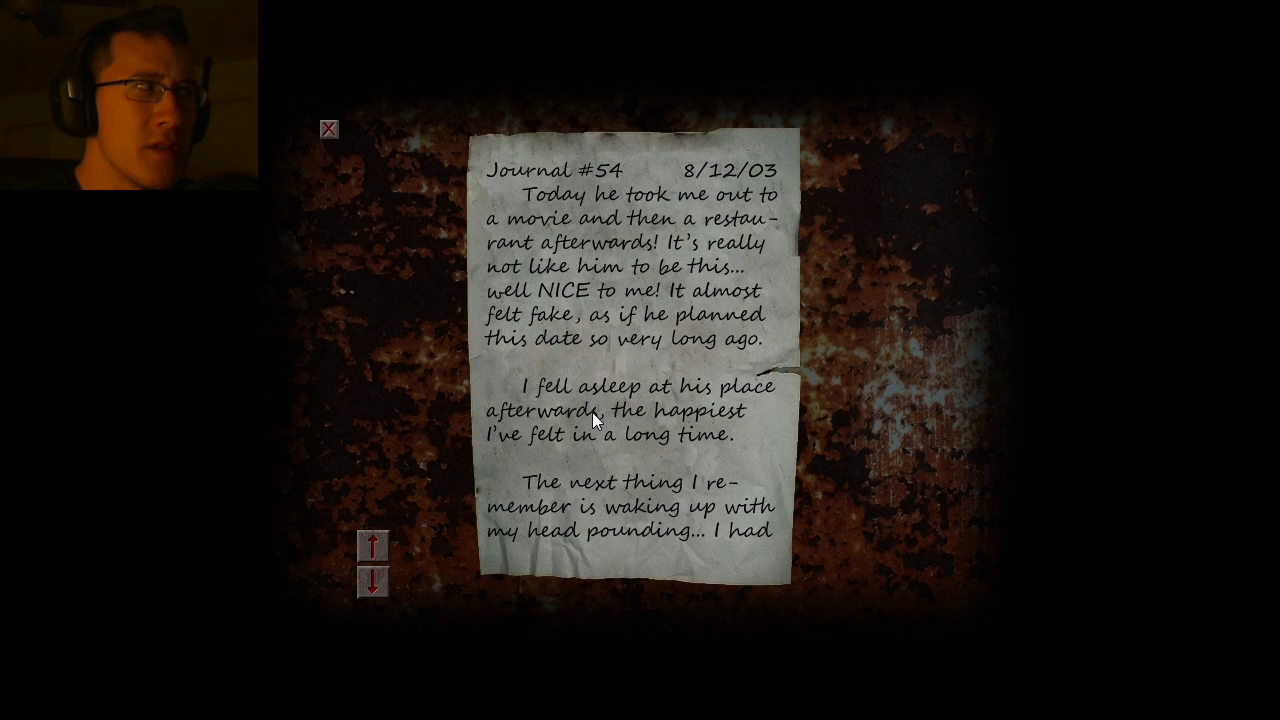 Journal #54 8/12/03
Today he took me out to
a movie and then a restau-
rant afterwards! It's really
not like him to be this...
well NICE to me! It almost
felt fake, as if he planned
this date so very long ago.
I fell asleep at his place
afterwards, the happiest
I've felt in a long time.
The next thing I re-
member is waking up with
my head pounding... I had